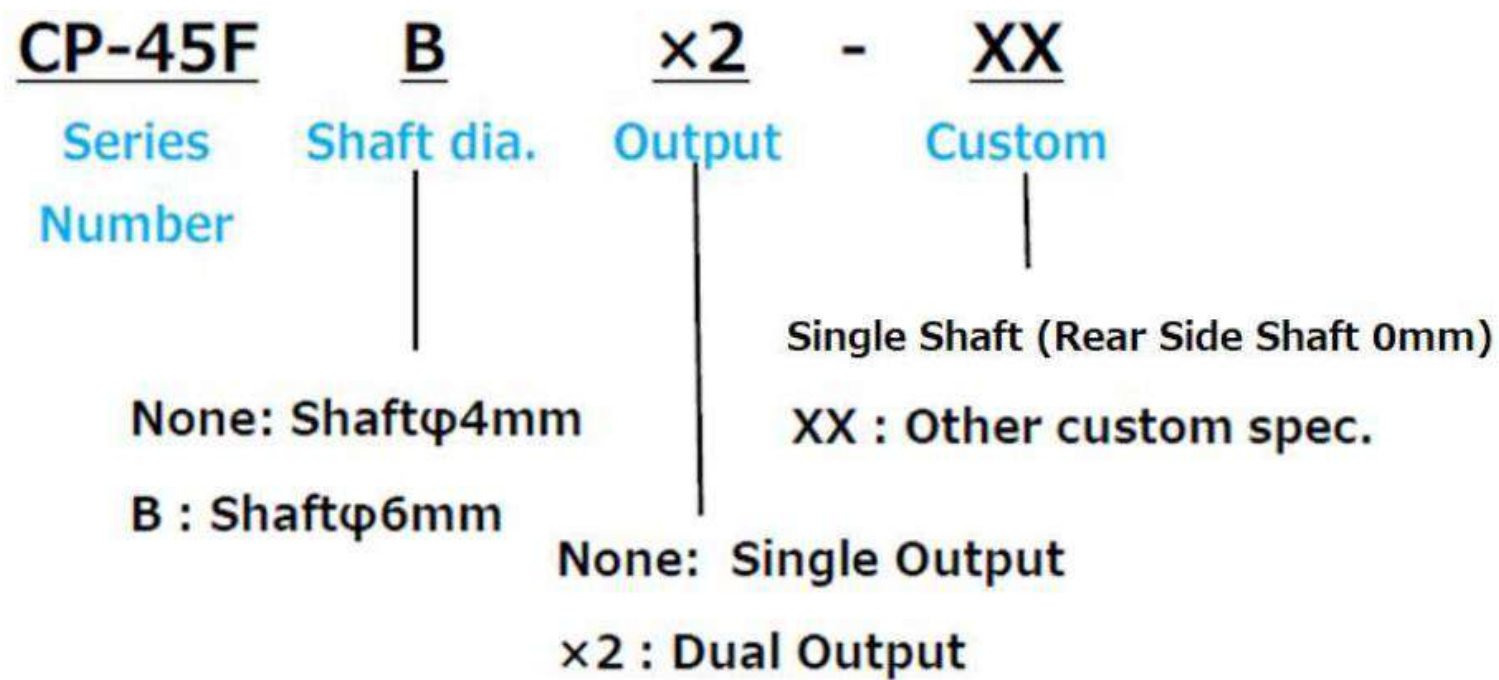 CP-45F B ×2 - XX
Series Shaft dia. Output Custom
Number
Single Shaft (Rear Side Shaft 0mm)
None: Shaftφ4mm
XX : Other custom spec.
B : Shaftφ6mm
None: Single Output
×2 : Dual Output